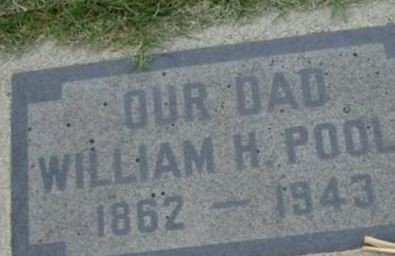 OUR DAD
WILLIAM H. POOL
1862 - 1943